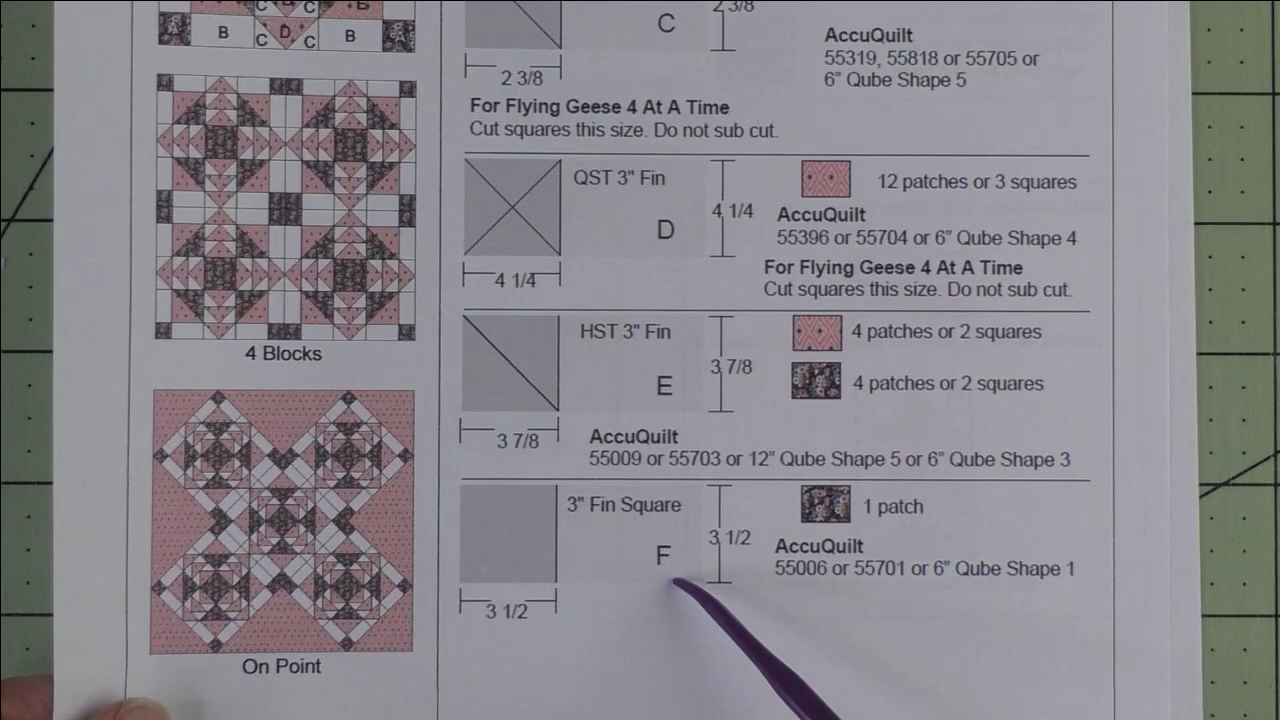 C C
B
A B C D C B A
4 Blocks
On Point
C
2 3/8
2 3/8
AccuQuilt
55319, 55818 or 55705 or
6” Qube Shape 5
For Flying Geese 4 At A Time
Cut squares this size. Do not sub cut.
QST 3" Fin
D
4 1/4
4 1/4
12 patches or 3 squares
AccuQuilt
55396 or 55704 or 6” Qube Shape 4
For Flying Geese 4 At A Time
Cut squares this size. Do not sub cut.
HST 3" Fin
E
3 7/8
3 7/8
4 patches or 2 squares
4 patches or 2 squares
AccuQuilt
55009 or 55703 or 12” Qube Shape 5 or 6” Qube Shape 3
3" Fin Square
F
3 1/2
3 1/2
1 patch
AccuQuilt
55006 or 55701 or 6” Qube Shape 1